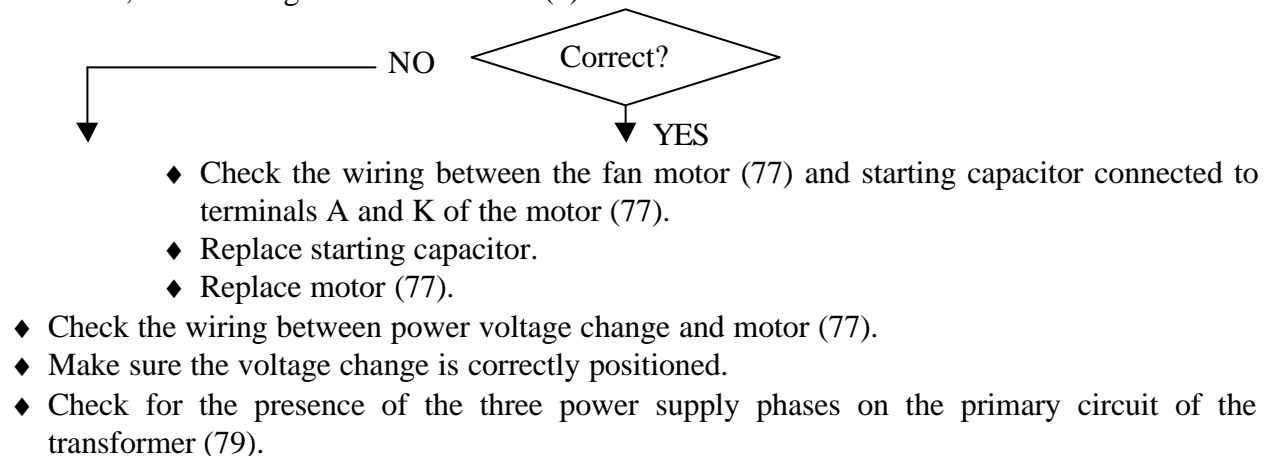 NO
Correct?
YES
♦ Check the wiring between the fan motor (77) and starting capacitor connected to
terminals A and K of the motor (77).
♦ Replace starting capacitor.
♦ Replace motor (77).
♦ Check the wiring between power voltage change and motor (77).
♦ Make sure the voltage change is correctly positioned.
♦ Check for the presence of the three power supply phases on the primary circuit of the
transformer (79).